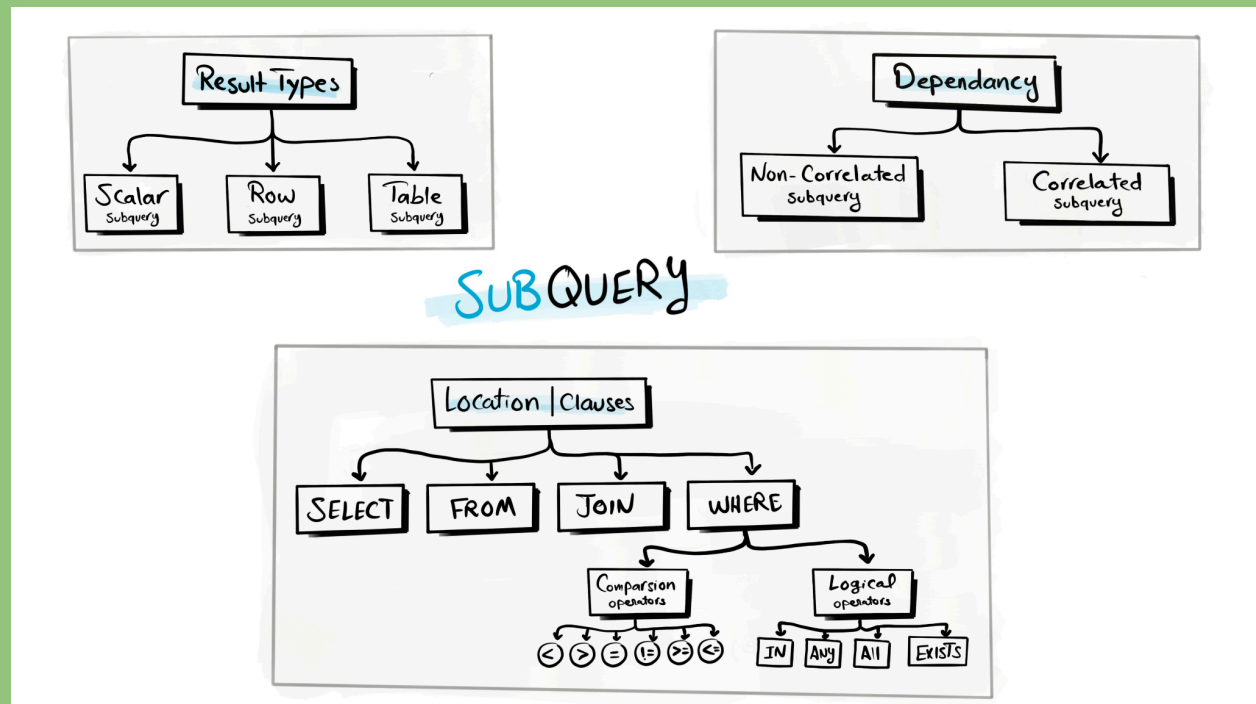 Result Types
Scalar
Subquery
Row
Subquery
Table
Subquery
Dependancy
Non-Correlated
Subquery
Correlated
Subquery
SUBQUERY
Location | Clauses
SELECT
FROM
JOIN
WHERE
Comparsion
operators
Logical
operators
<
>
=
!=
>=
<=
IN
Any
All
EXISTS